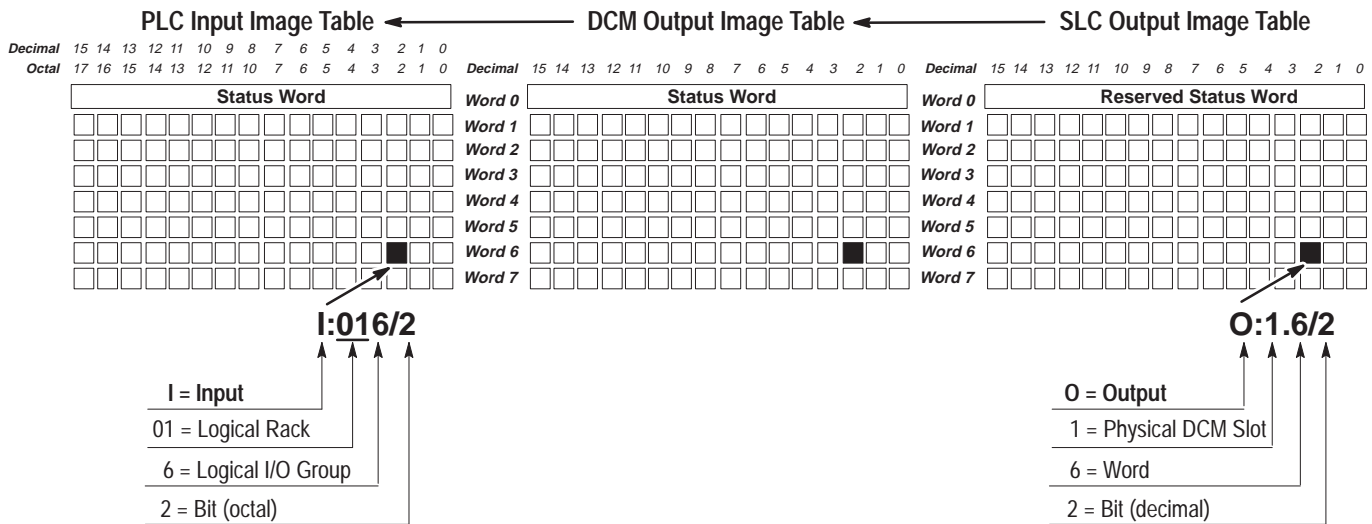 PLC Input Image Table
DCM Output Image Table
SLC Output Image Table
Decimal 15 14 13 12 11 10 9 8 7 6 5 4 3 2 1 0
Octal 17 16 15 14 13 12 11 10 7 6 5 4 3 2 1 0
Decimal 15 14 13 12 11 10 9 8 7 6 5 4 3 2 1 0
Decimal 15 14 13 12 11 10 9 8 7 6 5 4 3 2 1 0
Status Word
Word 0
Status Word
Word 0
Reserved Status Word
Word 1
Word 1
Word 2
Word 2
Word 3
Word 3
Word 4
Word 4
Word 5
Word 5
Word 6
Word 6
Word 7
Word 7
I:016/2
O:1.6/2
I = Input
01 = Logical Rack
6 = Logical I/O Group
2 = Bit (octal)
O = Output
1 = Physical DCM Slot
6 = Word
2 = Bit (decimal)